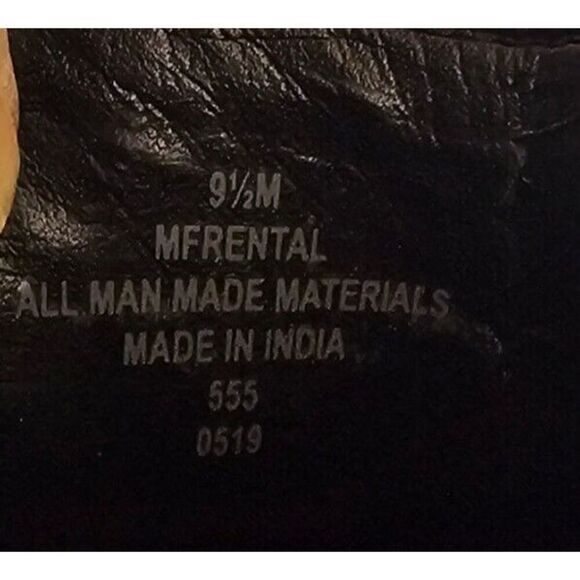 9½M
MFRENTAL
ALL MAN MADE MATERIALS
MADE IN INDIA
555
0519